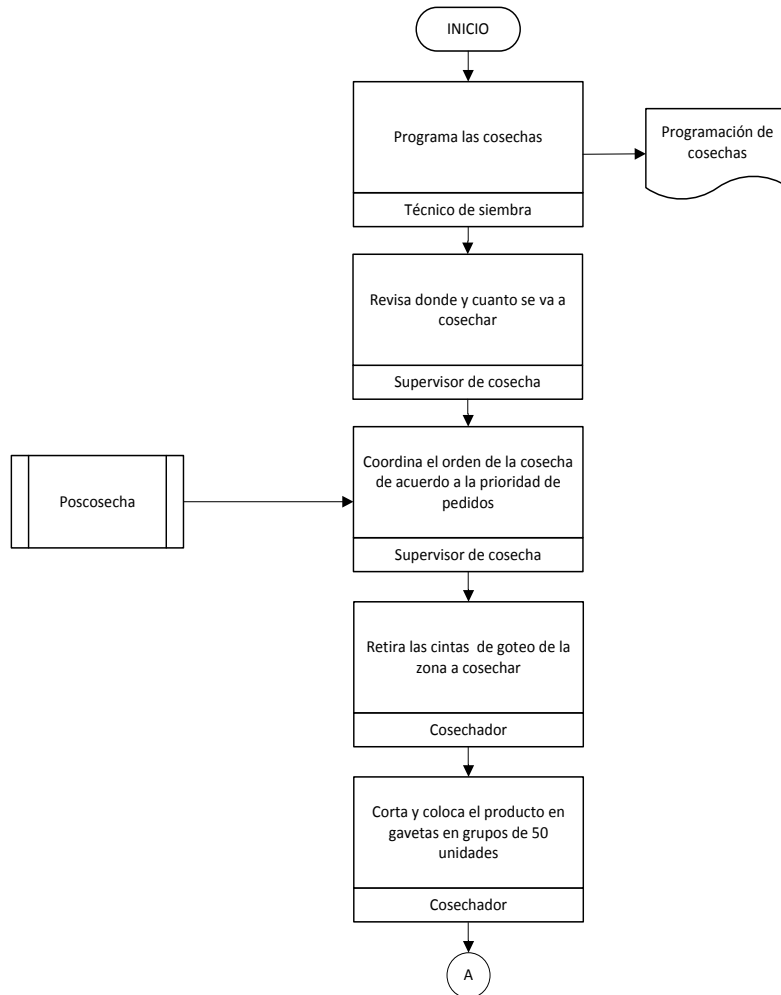 INICIO
Programa las cosechas
Técnico de siembra
Programación de
cosechas
Revisa donde y cuanto se va a
cosechar
Supervisor de cosecha
Poscosecha
Coordina el orden de la cosecha
de acuerdo a la prioridad de
pedidos
Supervisor de cosecha
Retira las cintas de goteo de la
zona a cosechar
Cosechador
Corta y coloca el producto en
gavetas en grupos de 50
unidades
Cosechador
A